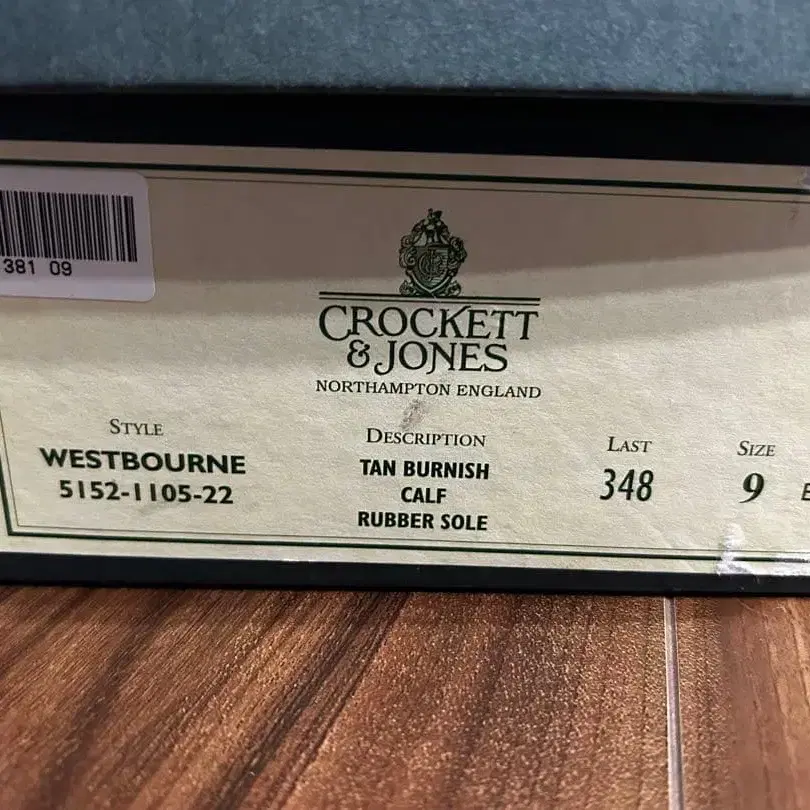 381 09
CROCKETT
& JONES
NORTHAMPTON ENGLAND
STYLE
WESTBOURNE
5152-1105-22
DESCRIPTION
TAN BURNISH
CALF
RUBBER SOLE
LAST
348
SIZE
9 E